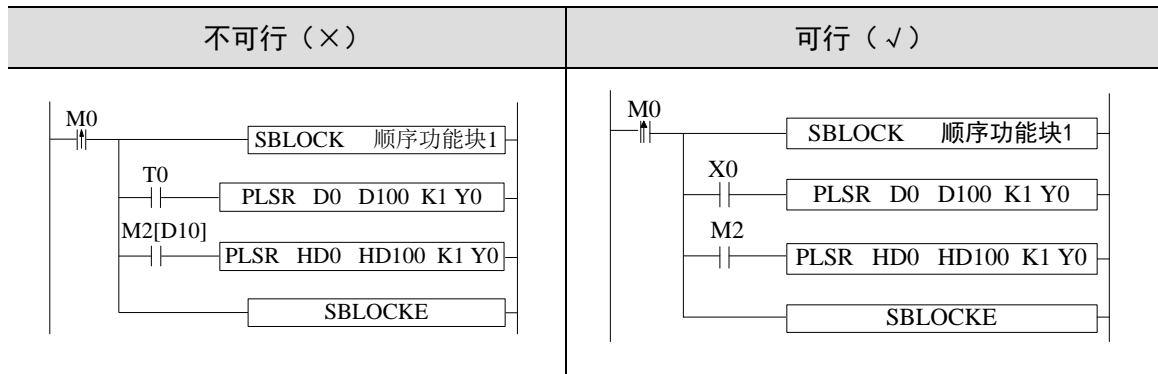 不可行（×）
可行（√）
M0
SBLOCK 顺序功能块1
T0
PLSR D0 D100 K1 Y0
M2[D10]
PLSR HD0 HD100 K1 Y0
SBLOCKE
M0
SBLOCK 顺序功能块1
X0
PLSR D0 D100 K1 Y0
M2
PLSR HD0 HD100 K1 Y0
SBLOCKE